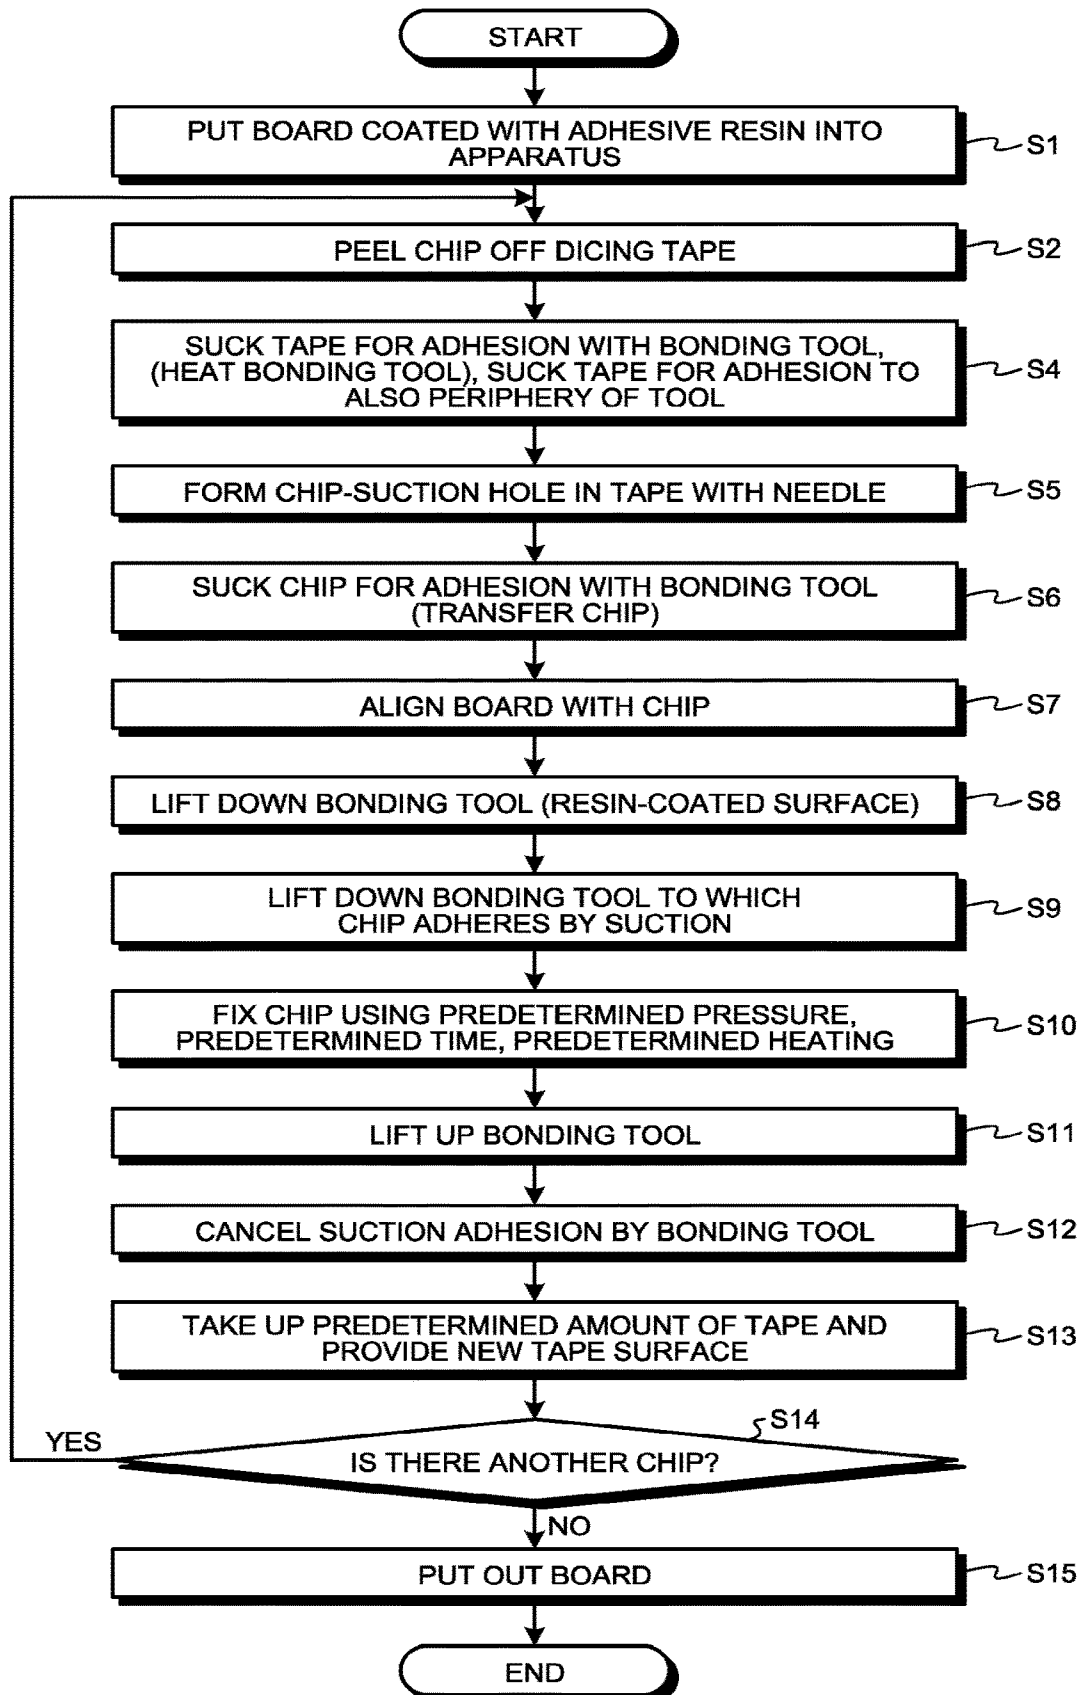 START
PUT BOARD COATED WITH ADHESIVE RESIN INTO
APPARATUS
S1
PEEL CHIP OFF DICING TAPE
S2
SUCK TAPE FOR ADHESION WITH BONDING TOOL,
(HEAT BONDING TOOL), SUCK TAPE FOR ADHESION TO
ALSO PERIPHERY OF TOOL
S4
FORM CHIP-SUCTION HOLE IN TAPE WITH NEEDLE
S5
SUCK CHIP FOR ADHESION WITH BONDING TOOL
(TRANSFER CHIP)
S6
ALIGN BOARD WITH CHIP
S7
LIFT DOWN BONDING TOOL (RESIN-COATED SURFACE)
S8
LIFT DOWN BONDING TOOL TO WHICH
CHIP ADHERES BY SUCTION
S9
FIX CHIP USING PREDETERMINED PRESSURE,
PREDETERMINED TIME, PREDETERMINED HEATING
S10
LIFT UP BONDING TOOL
S11
CANCEL SUCTION ADHESION BY BONDING TOOL
S12
TAKE UP PREDETERMINED AMOUNT OF TAPE AND
PROVIDE NEW TAPE SURFACE
S13
S14
YES
IS THERE ANOTHER CHIP?
NO
PUT OUT BOARD
S15
END